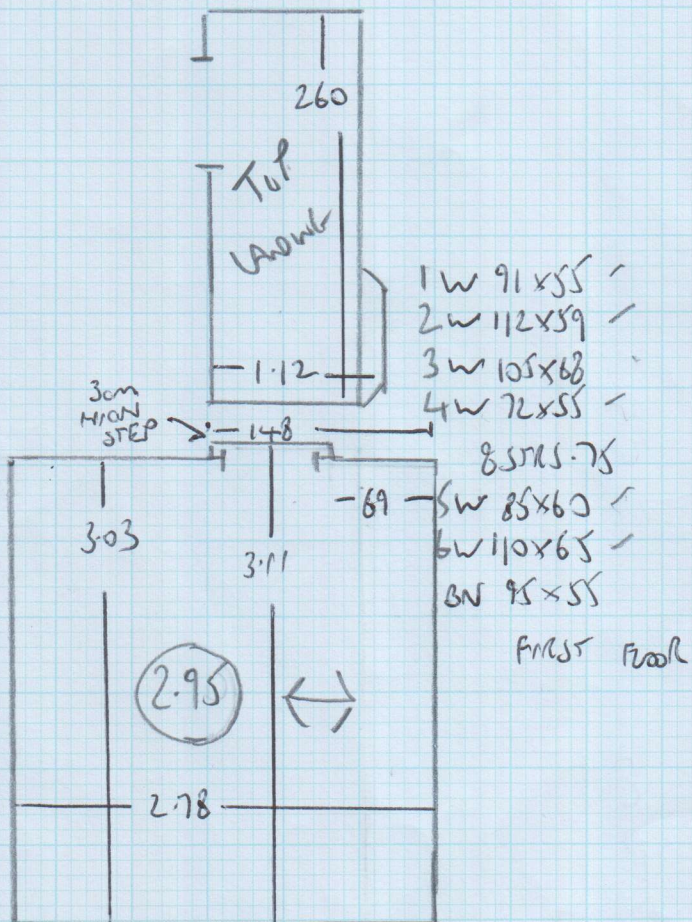 260
TOP
LANDING
1.12
3cm
HIGH
STEP
148
1W 91x55
2W 112x59
3W 105x68
4W 72x55
8 STRS .75
5W 85x60
6W 110x65
BN 95x55
FIRST FLOOR
69
3.03
3.11
2.95
2.78